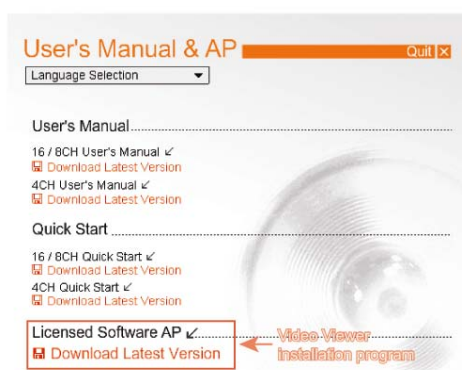 User's Manual & AP Quit
Language Selection
User's Manual
16 / 8CH User's Manual
Download Latest Version
4CH User's Manual
Download Latest Version
Quick Start
16 / 8CH Quick Start
Download Latest Version
4CH Quick Start
Download Latest Version
Licensed Software AP
Download Latest Version
Video Viewer
installation program